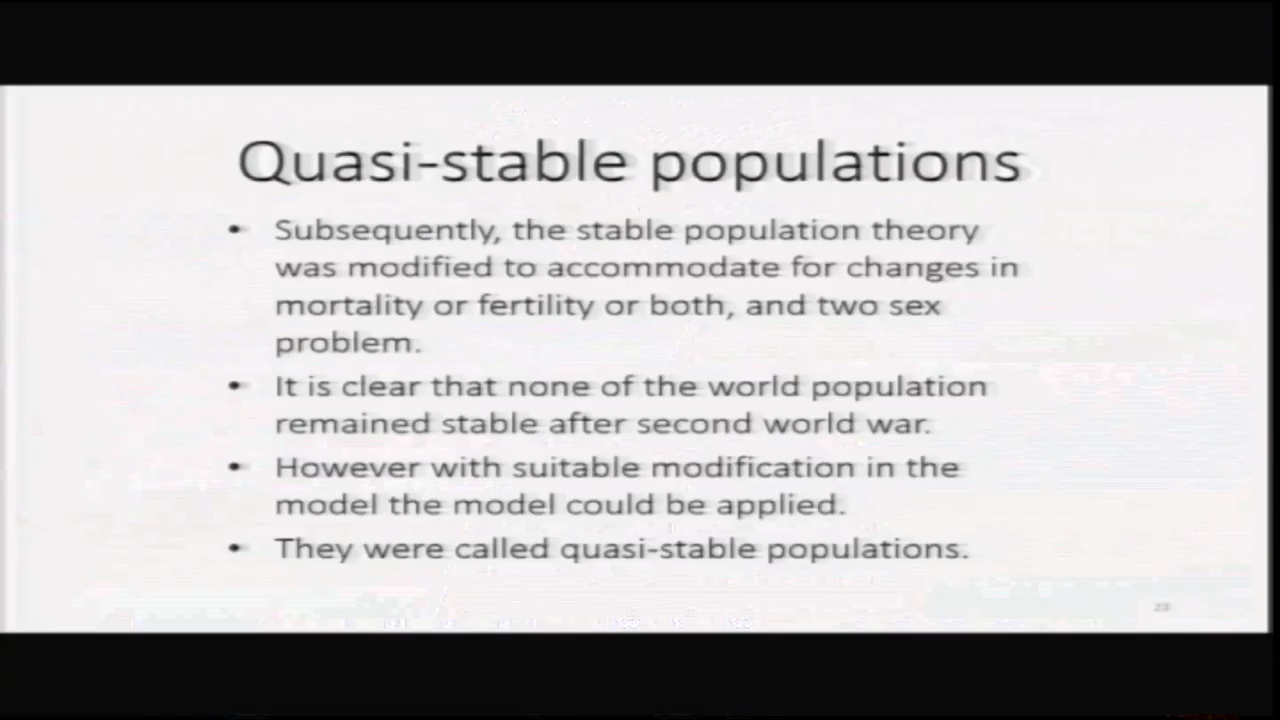 Quasi-stable populations
• Subsequently, the stable population theory
was modified to accommodate for changes in
mortality or fertility or both, and two sex
problem.
• It is clear that none of the world population
remained stable after second world war.
• However with suitable modification in the
model the model could be applied.
• They were called quasi-stable populations.